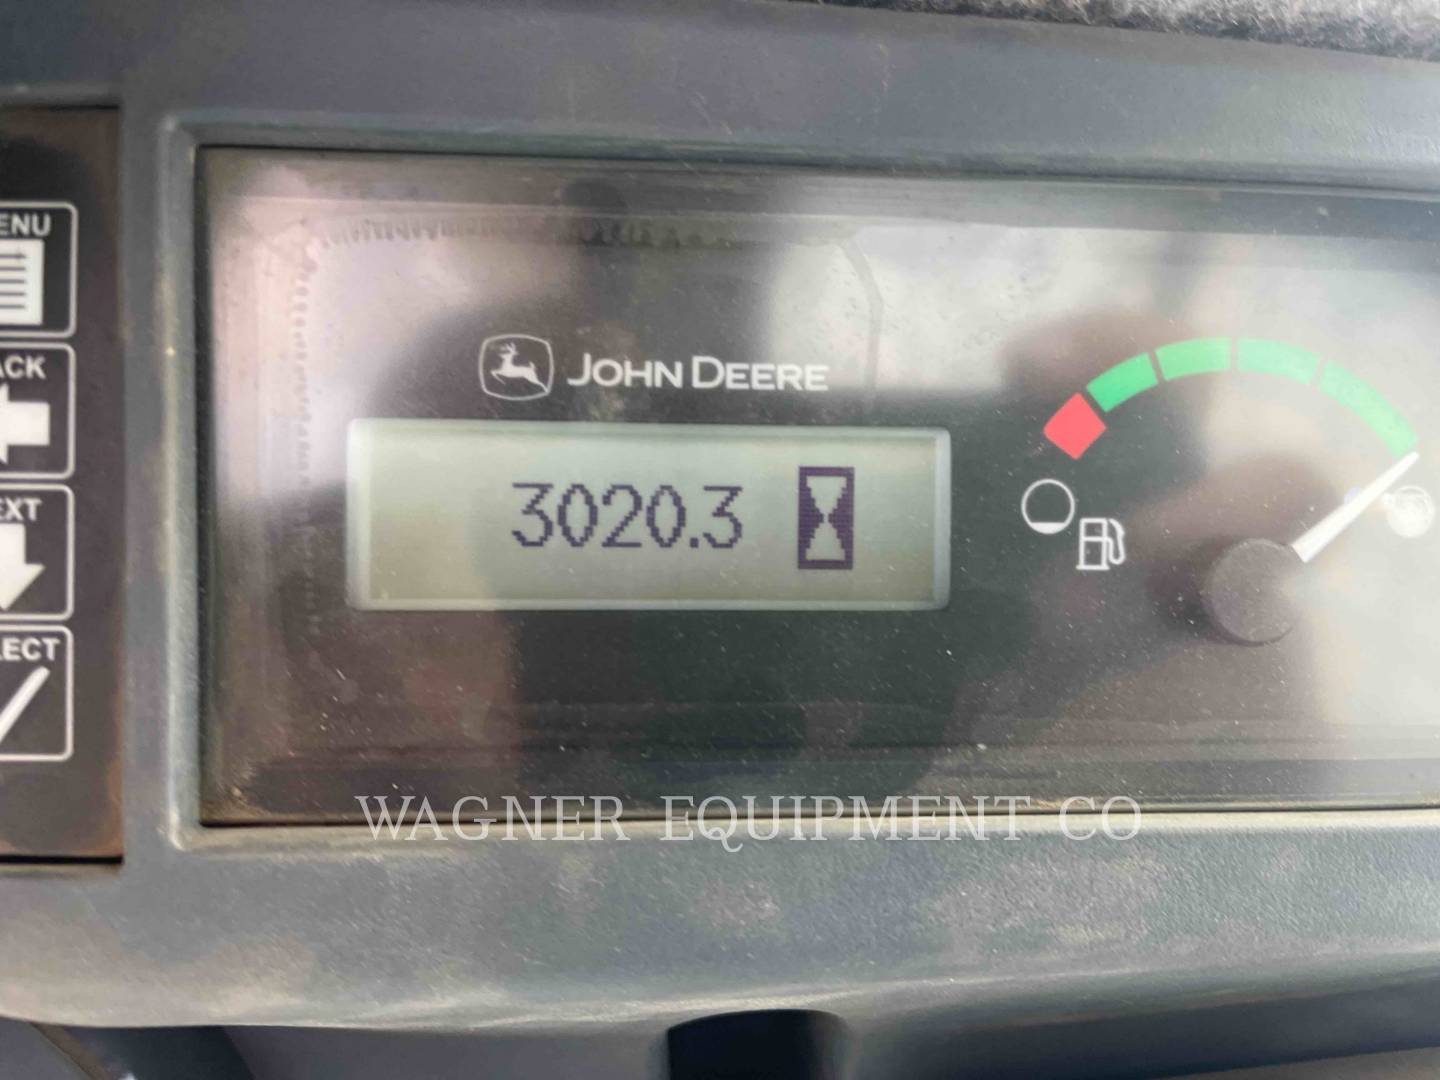 ENU
ACK
EXT
LECT
JOHN DEERE
3020.3
WAGNER EQUIPMENT CO